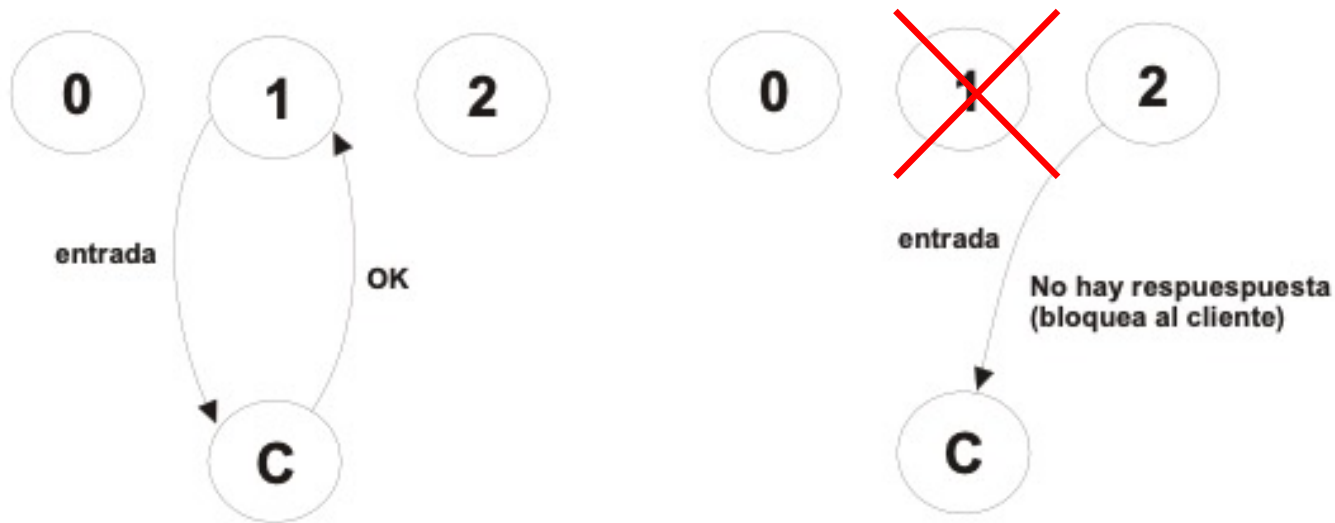 0
1
2
entrada
OK
C
0
1
2
entrada
No hay respuespuesta
(bloquea al cliente)
C